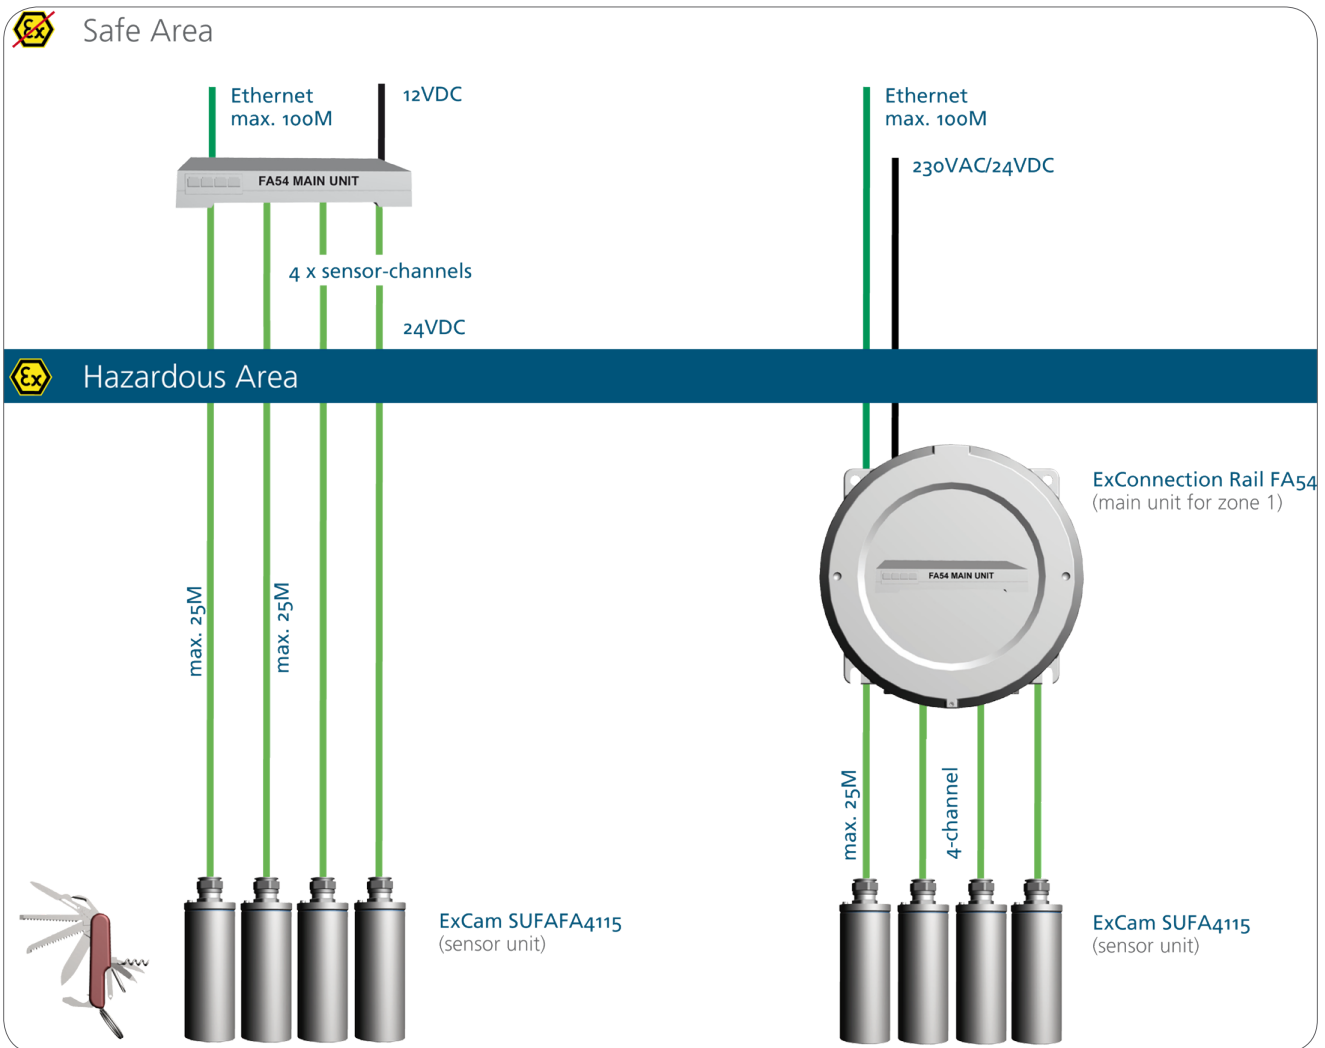 Ex
Safe Area
Ethernet
max. 100M
12VDC
FA54 MAIN UNIT
4 x sensor-channels
24VDC
Ethernet
max. 100M
230VAC/24VDC
Ex
Hazardous Area
max. 25M
max. 25M
ExConnection Rail FA54
(main unit for zone 1)
FA54 MAIN UNIT
max. 25M
4-channel
ExCam SUFAFA4115
(sensor unit)
ExCam SUFA4115
(sensor unit)